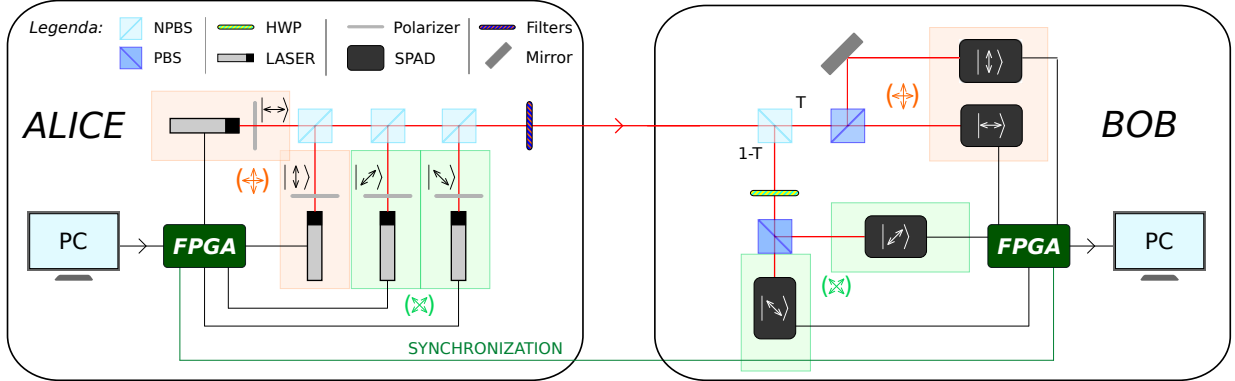 Legenda:
NPBS
HWP
Polarizer
Filters
PBS
LASER
SPAD
Mirror
ALICE
BOB
T
1-T
|↔⟩
|↕⟩
|⤢⟩
|⤡⟩
PC
FPGA
|↕⟩
|↔⟩
|⤢⟩
|⤡⟩
FPGA
PC
SYNCHRONIZATION